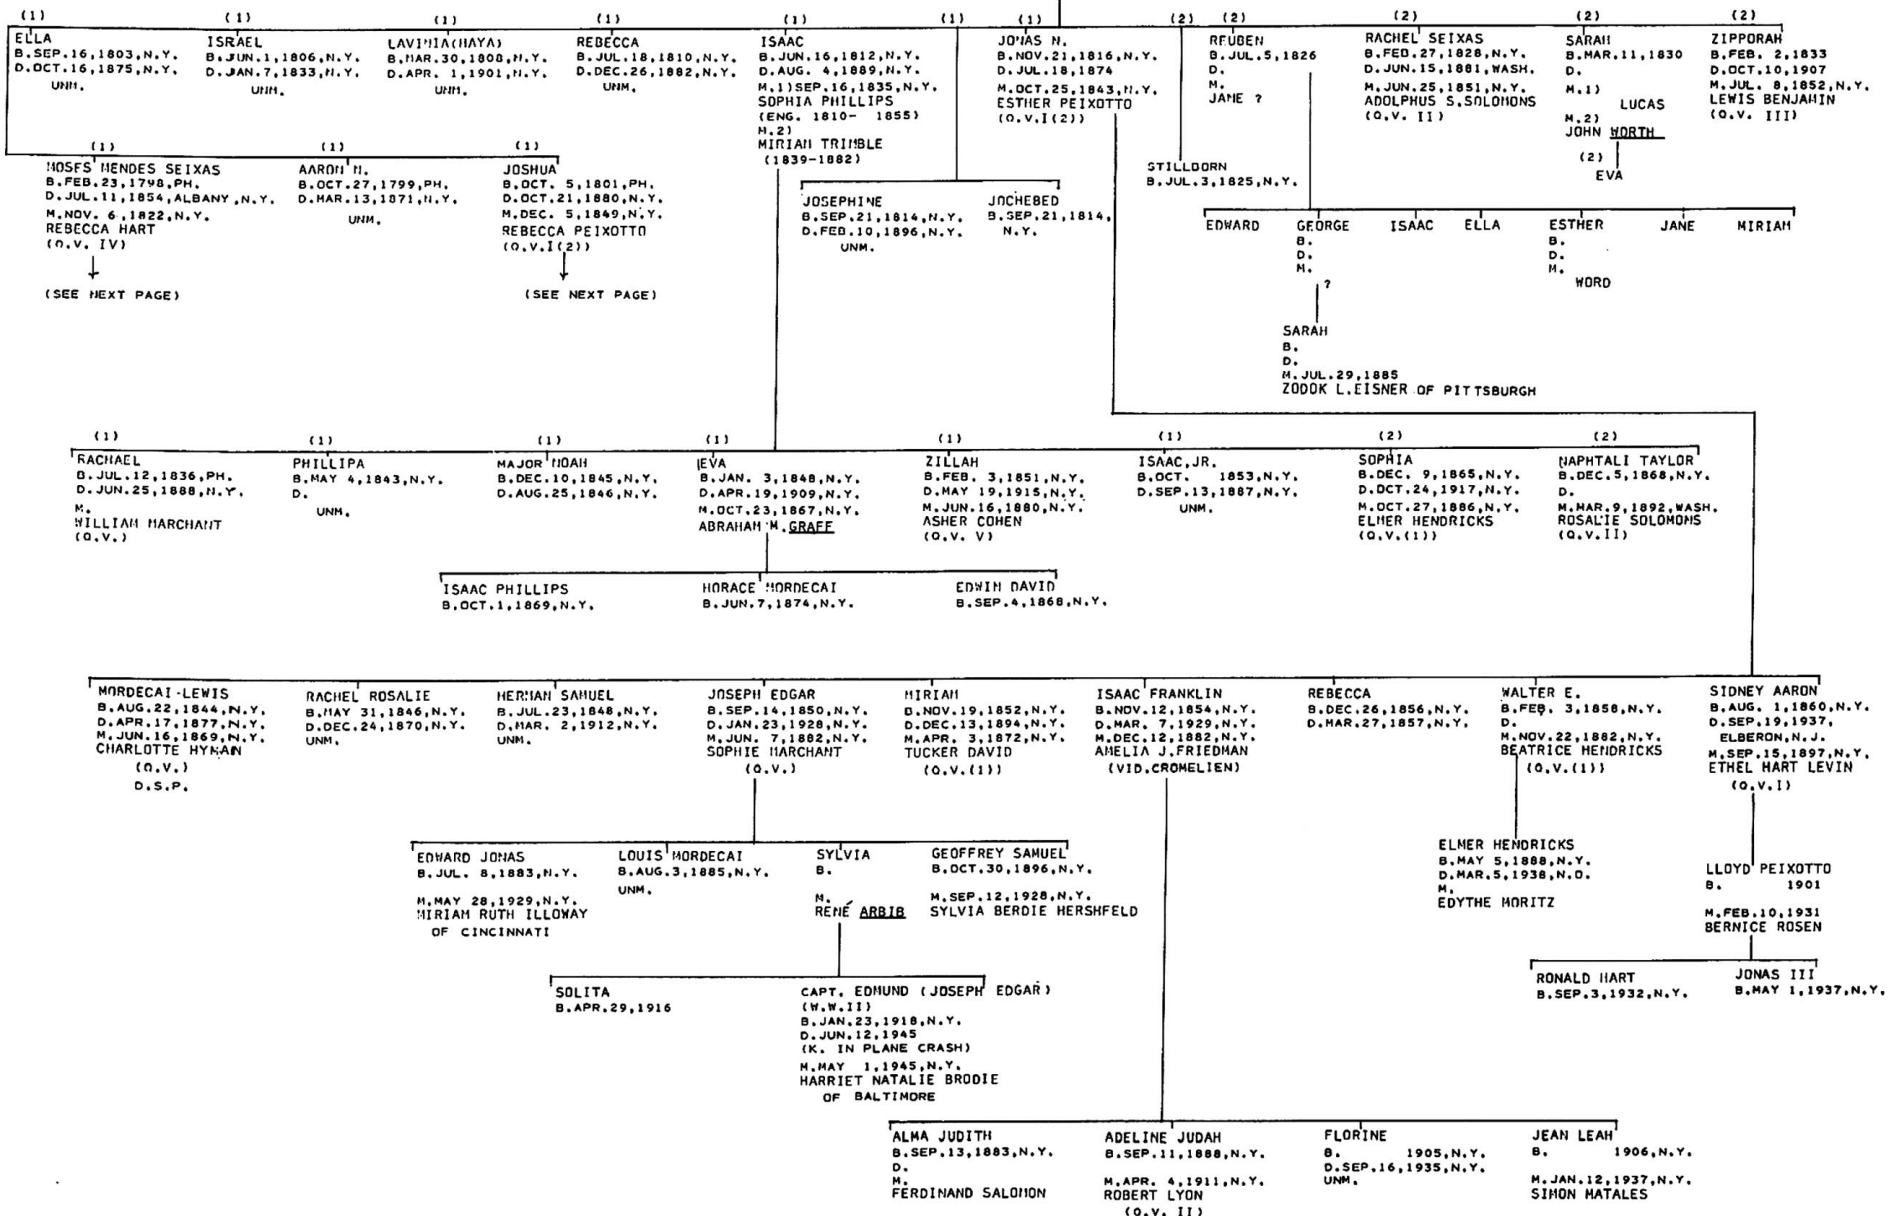 (1)
ELLA
B.SEP.16,1803,N.Y.
D.OCT.16,1875,N.Y.
UNM.
(1)
ISRAEL
B.JUN.1,1806,N.Y.
D.JAN.7,1833,N.Y.
UNM.
(1)
LAVINIA(HAYA)
B.MAR.30,1808,N.Y.
D.APR. 1,1901,N.Y.
UNM.
(1)
REBECCA
B.JUL.18,1810,N.Y.
D.DEC.26,1882,N.Y.
UNM.
(1)
ISAAC
B.JUN.16,1812,N.Y.
D.AUG. 4,1889,N.Y.
M.1)SEP.16,1835,N.Y.
SOPHIA PHILLIPS
(ENG. 1810- 1855)
M.2)
MIRIAM TRIMBLE
(1839-1882)
(1)
(1)
JONAS N.
B.NOV.21,1816,N.Y.
D.JUL.18,1874
M.OCT.25,1843,N.Y.
ESTHER PEIXOTTO
(Q.V.I(2))
(2)
(2)
REUBEN
B.JUL.5,1826
D.
M.
JANE ?
(2)
RACHEL SEIXAS
B.FEB.27,1828,N.Y.
D.JUN.15,1881,WASH.
M.JUN.25,1851,N.Y.
ADOLPHUS S.SOLOMONS
(Q.V. II)
(2)
SARAH
B.MAR.11,1830
D.
M.1)
LUCAS
M.2)
JOHN WORTH
(2)
EVA
(2)
ZIPPORAH
B.FEB. 2,1833
D.OCT.10,1907
M.JUL. 8,1852,N.Y.
LEWIS BENJAMIN
(Q.V. III)
(1)
MOSES MENDES SEIXAS
B.FEB.23,1798,PH.
D.JUL.11,1854,ALBANY,N.Y.
M.NOV. 6,1822,N.Y.
REBECCA HART
(Q.V. IV)
(SEE NEXT PAGE)
(1)
AARON N.
B.OCT.27,1799,PH.
D.MAR.13,1871,N.Y.
UNM.
(1)
JOSHUA
B.OCT. 5,1801,PH.
D.OCT.21,1880,N.Y.
M.DEC. 5,1849,N.Y.
REBECCA PEIXOTTO
(Q.V.I(2))
(SEE NEXT PAGE)
JOSEPHINE
B.SEP.21,1814,N.Y.
D.FEB.10,1896,N.Y.
UNM.
JOCHEBED
B.SEP.21,1814,
N.Y.
STILLBORN
B.JUL.3,1825,N.Y.
EDWARD
GEORGE
B.
D.
M.
?
ISAAC
ELLA
ESTHER
B.
D.
M.
WORD
JANE
MIRIAM
SARAH
B.
D.
M.JUL.29,1885
ZODOK L.EISNER OF PITTSBURGH
(1)
RACHAEL
B.JUL.12,1836,PH.
D.JUN.25,1888,N.Y.
M.
WILLIAM MARCHANT
(Q.V.)
(1)
PHILLIPA
B.MAY 4,1843,N.Y.
D.
UNM.
(1)
MAJOR NOAH
B.DEC.10,1845,N.Y.
D.AUG.25,1846,N.Y.
(1)
EVA
B.JAN. 3,1848,N.Y.
D.APR.19,1909,N.Y.
M.OCT.23,1867,N.Y.
ABRAHAM M.GRAFF
(1)
ZILLAH
B.FEB. 3,1851,N.Y.
D.MAY 19,1915,N.Y.
M.JUN.16,1880,N.Y.
ASHER COHEN
(Q.V. V)
(1)
ISAAC,JR.
B.OCT. 1853,N.Y.
D.SEP.13,1887,N.Y.
UNM.
(2)
SOPHIA
B.DEC. 9,1865,N.Y.
D.OCT.24,1917,N.Y.
M.OCT.27,1886,N.Y.
ELMER HENDRICKS
(Q.V.(1))
(2)
NAPHTALI TAYLOR
B.DEC.5,1868,N.Y.
D.
M.MAR.9,1892,WASH.
ROSALIE SOLOMONS
(Q.V.II)
ISAAC PHILLIPS
B.OCT.1,1869,N.Y.
HORACE MORDECAI
B.JUN.7,1874,N.Y.
EDWIN DAVID
B.SEP.4,1868,N.Y.
MORDECAI-LEWIS
B.AUG.22,1844,N.Y.
D.APR.17,1877,N.Y.
M.JUN.16,1869,N.Y.
CHARLOTTE HYMAN
(Q.V.)
D.S.P.
RACHEL ROSALIE
B.MAY 31,1846,N.Y.
D.DEC.24,1870,N.Y.
UNM.
HERMAN SAMUEL
B.JUL.23,1848,N.Y.
D.MAR. 2,1912,N.Y.
UNM.
JOSEPH EDGAR
B.SEP.14,1850,N.Y.
D.JAN.23,1928,N.Y.
M.JUN. 7,1882,N.Y.
SOPHIE MARCHANT
(Q.V.)
MIRIAM
B.NOV.19,1852,N.Y.
D.DEC.13,1894,N.Y.
M.APR. 3,1872,N.Y.
TUCKER DAVID
(Q.V.(1))
ISAAC FRANKLIN
B.NOV.12,1854,N.Y.
D.MAR. 7,1929,N.Y.
M.DEC.12,1882,N.Y.
AMELIA J.FRIEDMAN
(VID.CROMELIEN)
REBECCA
B.DEC.26,1856,N.Y.
D.MAR.27,1857,N.Y.
WALTER E.
B.FEB. 3,1858,N.Y.
D.
M.NOV.22,1882,N.Y.
BEATRICE HENDRICKS
(Q.V.(1))
SIDNEY AARON
B.AUG. 1,1860,N.Y.
D.SEP.19,1937,
ELBERON,N.J.
M.SEP.15,1897,N.Y.
ETHEL HART LEVIN
(Q.V.I)
EDWARD JONAS
B.JUL. 8,1883,N.Y.
M.MAY 28,1929,N.Y.
MIRIAM RUTH ILLOWAY
OF CINCINNATI
LOUIS MORDECAI
B.AUG.3,1885,N.Y.
UNM.
SYLVIA
B.
M.
RENÉ ARBIB
GEOFFREY SAMUEL
B.OCT.30,1896,N.Y.
M.SEP.12,1928,N.Y.
SYLVIA BERDIE HERSHFELD
ELMER HENDRICKS
B.MAY 5,1888,N.Y.
D.MAR.5,1938,N.O.
M.
EDYTHE MORITZ
LLOYD PEIXOTTO
B. 1901
M.FEB.10,1931
BERNICE ROSEN
SOLITA
B.APR.29,1916
CAPT. EDMUND (JOSEPH EDGAR)
(W.W.II)
B.JAN.23,1918,N.Y.
D.JUN.12,1945
(K. IN PLANE CRASH)
M.MAY 1,1945,N.Y.
HARRIET NATALIE BRODIE
OF BALTIMORE
RONALD HART
B.SEP.3,1932,N.Y.
JONAS III
B.MAY 1,1937,N.Y.
ALMA JUDITH
B.SEP.13,1883,N.Y.
D.
M.
FERDINAND SALOMON
ADELINE JUDAH
B.SEP.11,1888,N.Y.
M.APR. 4,1911,N.Y.
ROBERT LYON
(Q.V. II)
FLORINE
B. 1905,N.Y.
D.SEP.16,1935,N.Y.
UNM.
JEAN LEAH
B. 1906,N.Y.
M.JAN.12,1937,N.Y.
SIMON MATALES